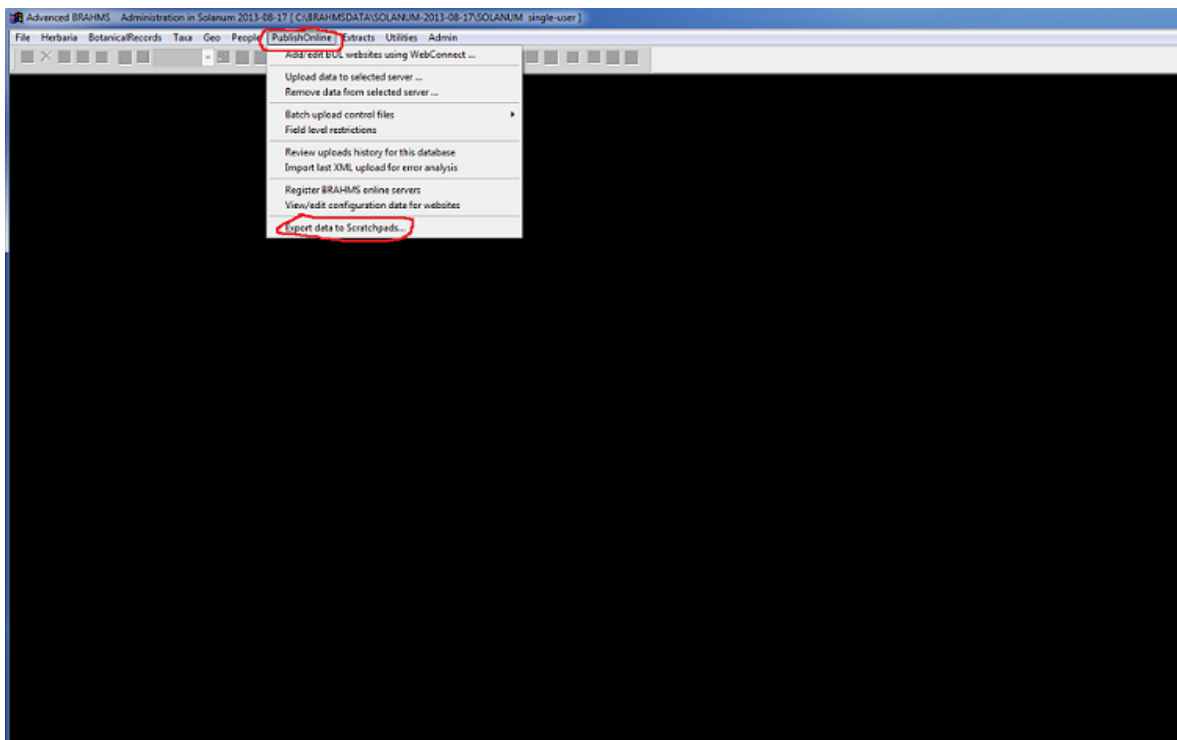 Advanced BRAHMS Administration in Solanum 2013-08-17 [ C:\BRAHMSDATA\SOLANUM-2013-08-17\SOLANUM single-user ]
File Herbaria BotanicalRecords Taxa Geo People PublishOnline Extracts Utilities Admin
Add/edit BOL websites using WebConnect ...
Upload data to selected server ...
Remove data from selected server ...
Batch upload control files
Field level restrictions
Review uploads history for this database
Import last XML upload for error analysis
Register BRAHMS online servers
View/edit configuration data for websites
Export data to Scratchpads...